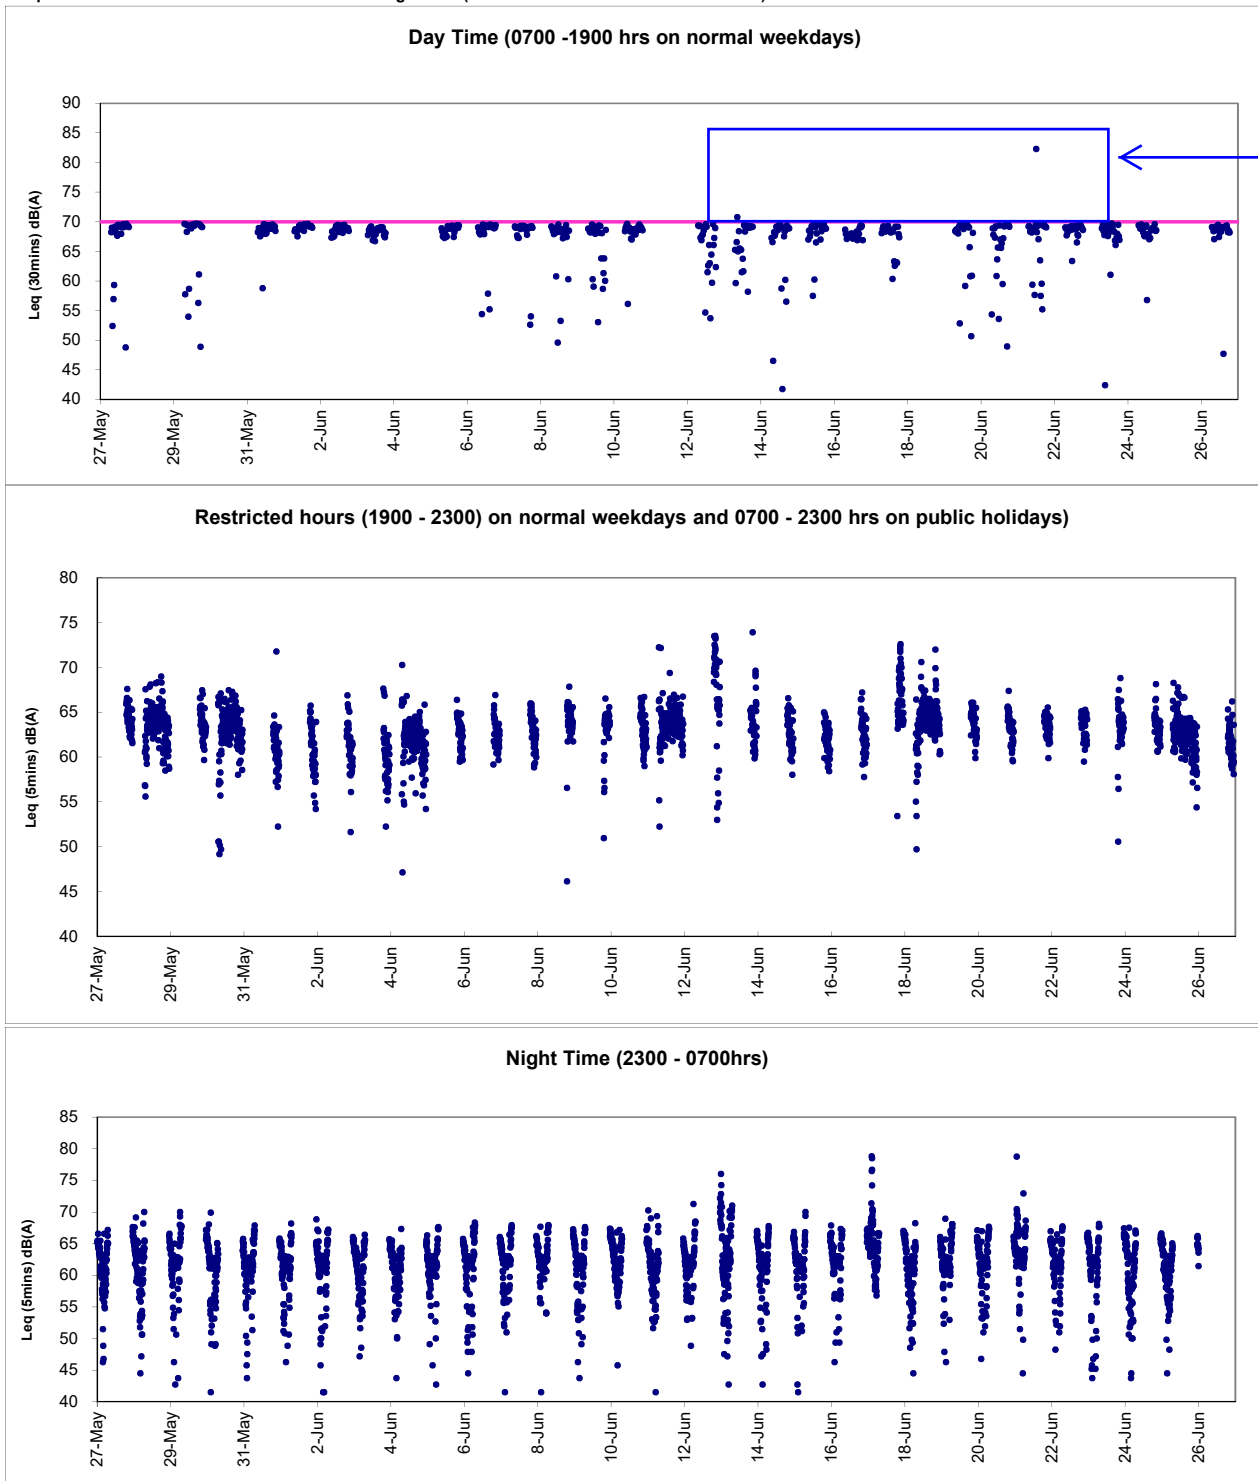 Day Time (0700 -1900 hrs on normal weekdays)
Leq (30mins) dB(A)
90
85
80
75
70
65
60
55
50
45
40
27-May
29-May
31-May
2-Jun
4-Jun
6-Jun
8-Jun
10-Jun
12-Jun
14-Jun
16-Jun
18-Jun
20-Jun
22-Jun
24-Jun
26-Jun
Restricted hours (1900 - 2300) on normal weekdays and 0700 - 2300 hrs on public holidays)
Leq (5mins) dB(A)
80
75
70
65
60
55
50
45
40
27-May
29-May
31-May
2-Jun
4-Jun
6-Jun
8-Jun
10-Jun
12-Jun
14-Jun
16-Jun
18-Jun
20-Jun
22-Jun
24-Jun
26-Jun
Night Time (2300 - 0700hrs)
Leq (5mins) dB(A)
85
80
75
70
65
60
55
50
45
40
27-May
29-May
31-May
2-Jun
4-Jun
6-Jun
8-Jun
10-Jun
12-Jun
14-Jun
16-Jun
18-Jun
20-Jun
22-Jun
24-Jun
26-Jun